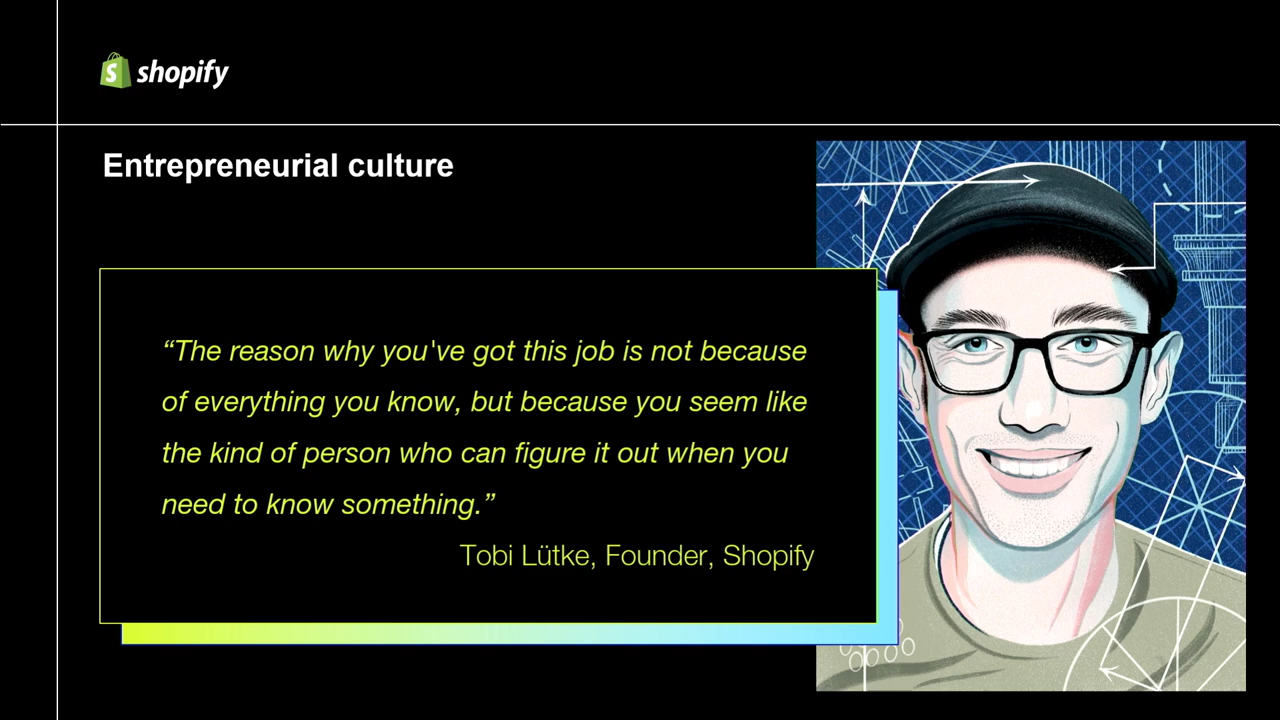 shopify
Entrepreneurial culture
“The reason why you've got this job is not because
of everything you know, but because you seem like
the kind of person who can figure it out when you
need to know something.”
Tobi Lütke, Founder, Shopify